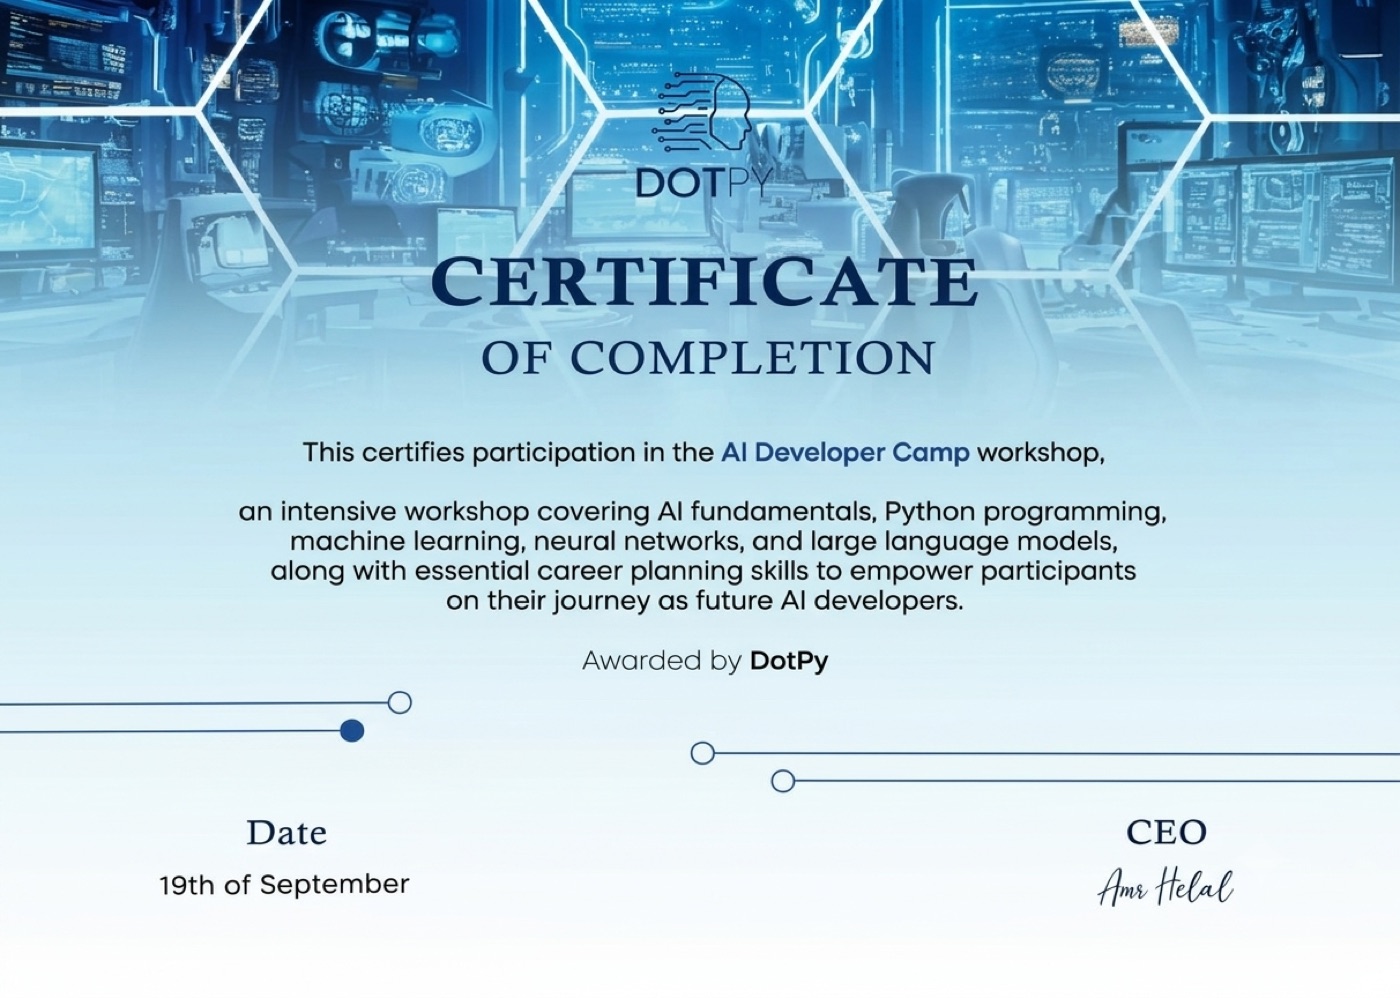 DOTPY
CERTIFICATE
OF COMPLETION
This certifies participation in the AI Developer Camp workshop,
an intensive workshop covering AI fundamentals, Python programming,
machine learning, neural networks, and large language models,
along with essential career planning skills to empower participants
on their journey as future AI developers.
Awarded by DotPy
Date
19th of September
CEO
Amr Helal